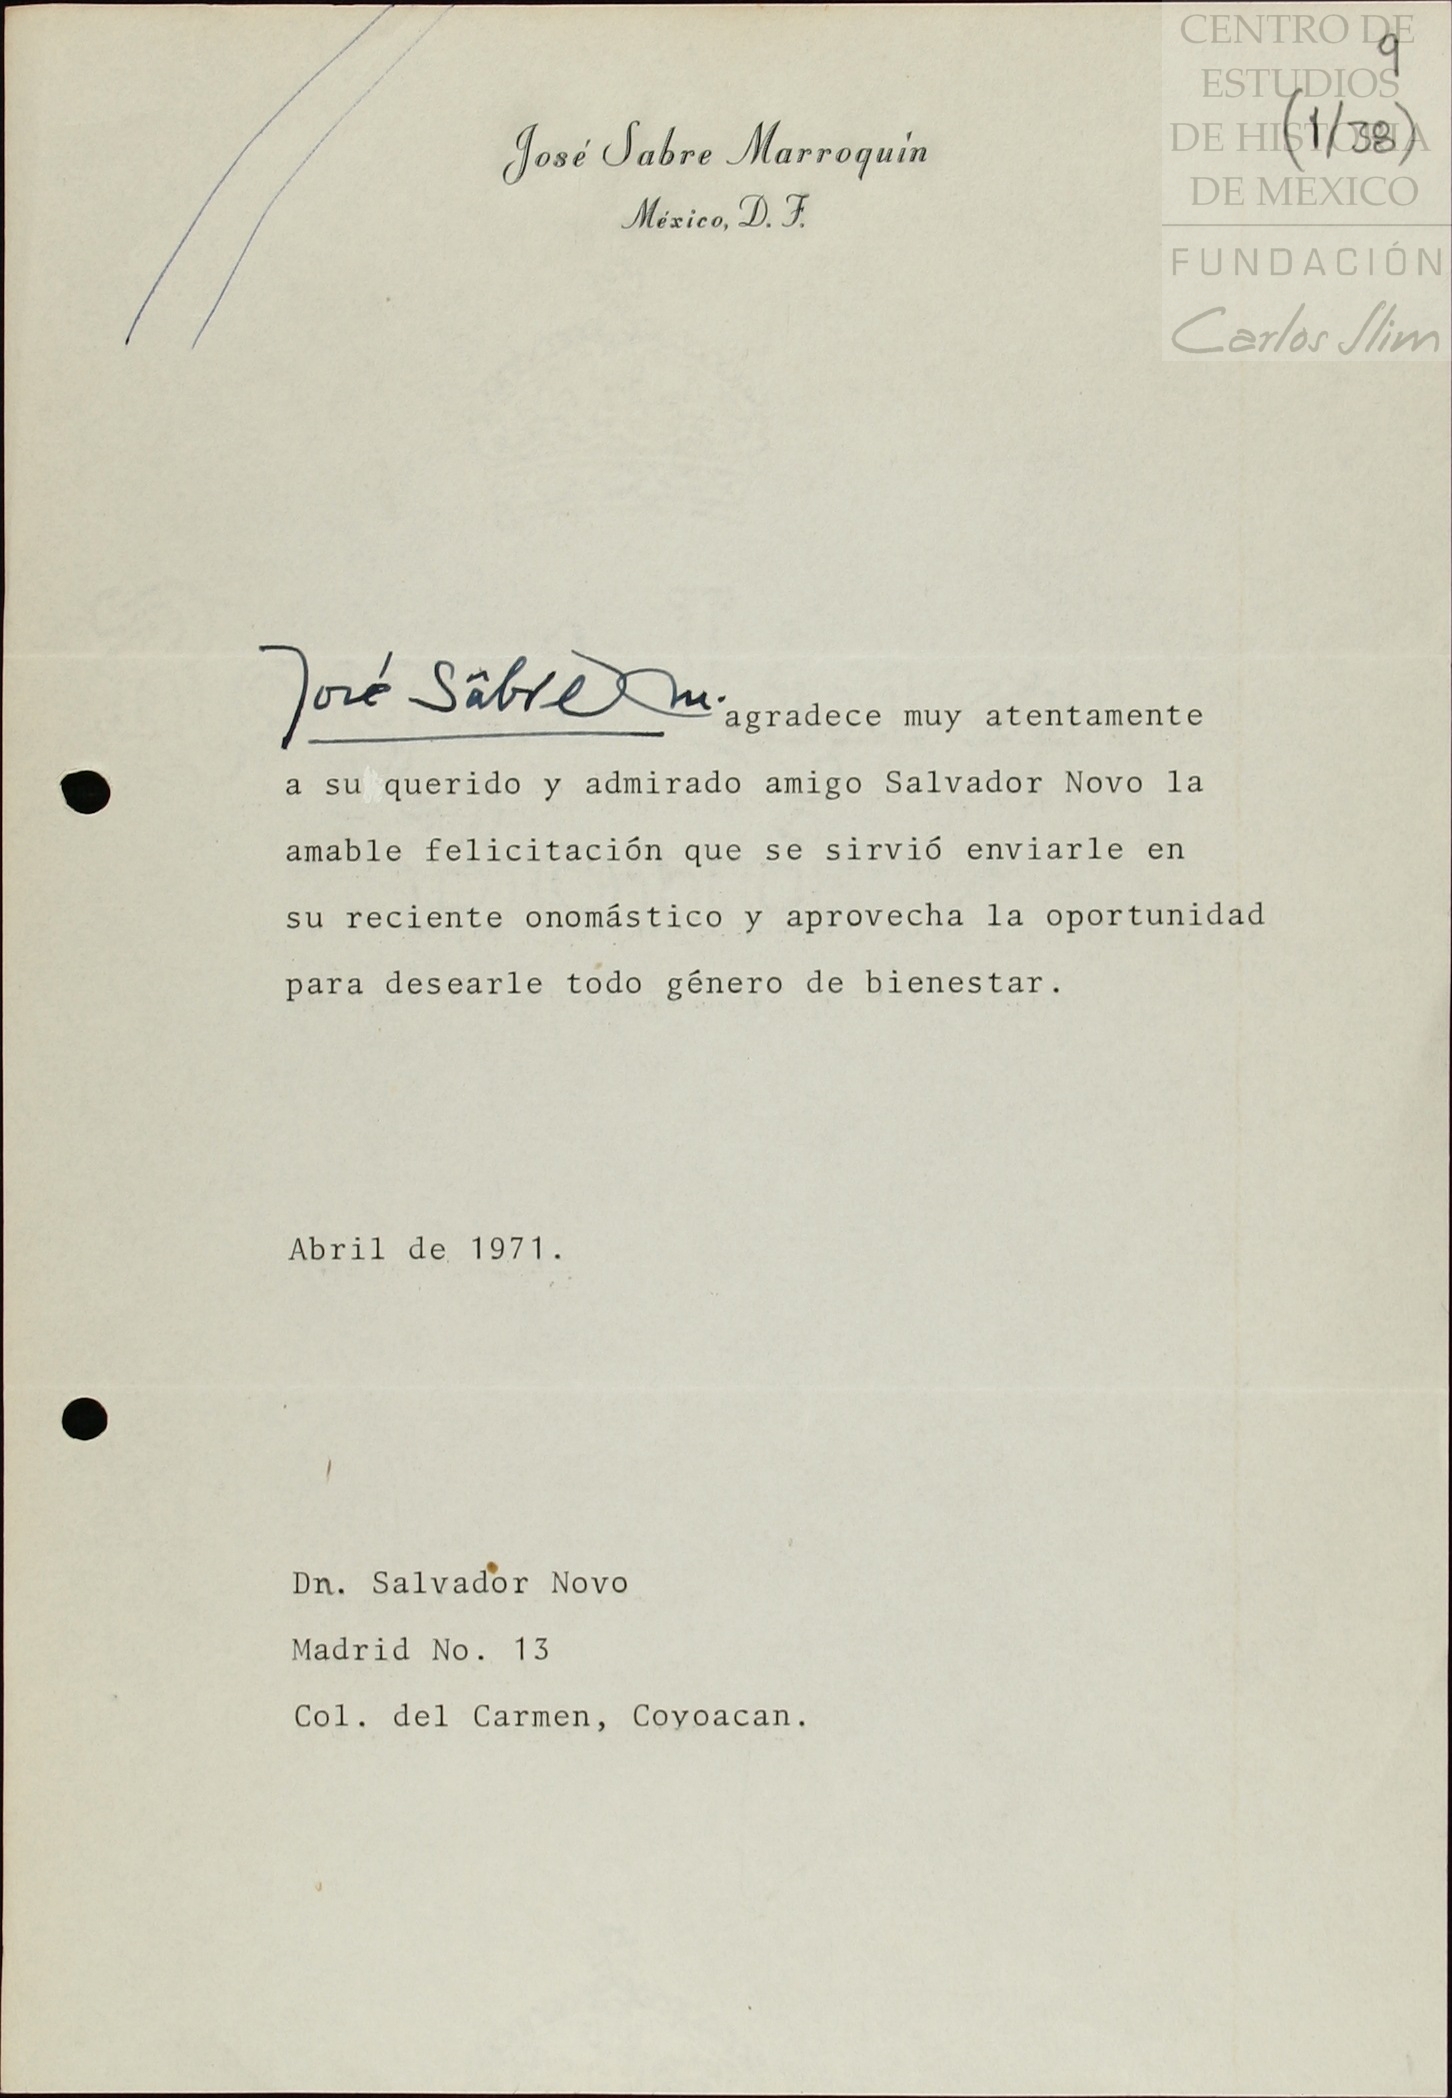 CENTRO DE
ESTUDIOS
DE HISTORIA
DE MEXICO
FUNDACIÓN
Carlos Slim
9
(1/38)
José Sabre Marroquín
México, D. F.
José Sabre M. agradece muy atentamente
a su querido y admirado amigo Salvador Novo la
amable felicitación que se sirvió enviarle en
su reciente onomástico y aprovecha la oportunidad
para desearle todo género de bienestar.
Abril de 1971.
Dn. Salvador Novo
Madrid No. 13
Col. del Carmen, Coyoacan.